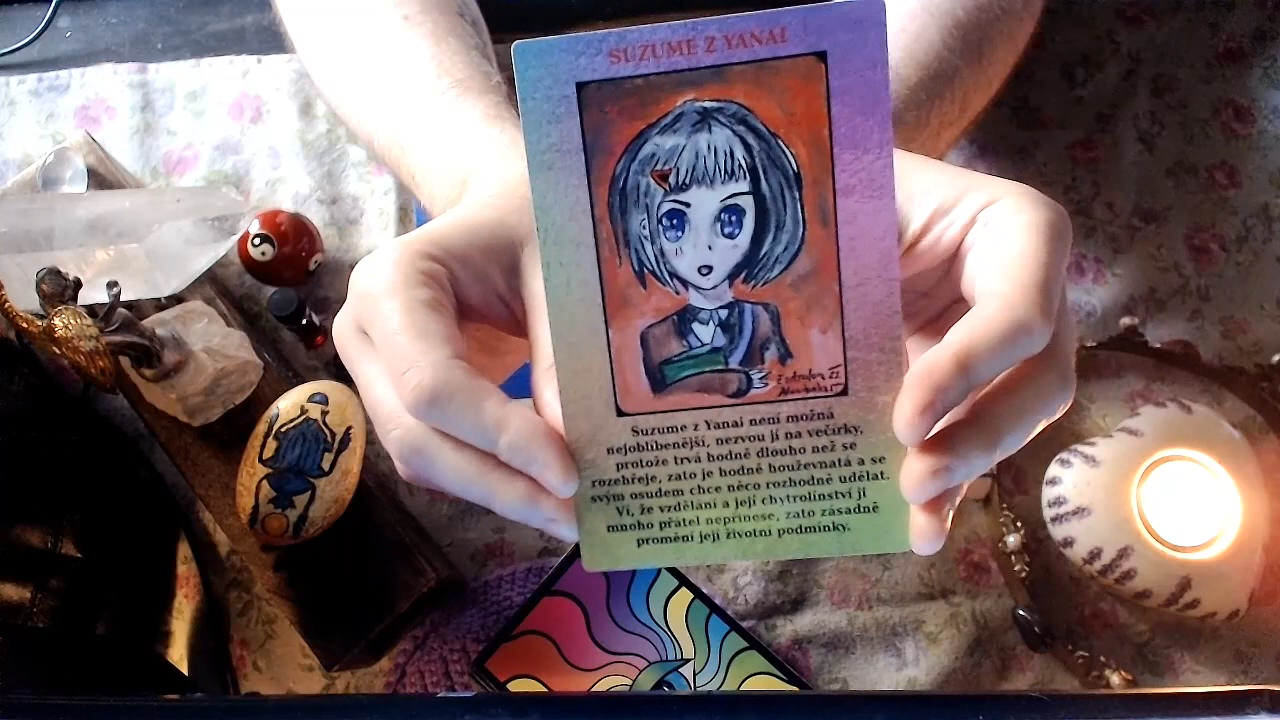 SUZUME Z YANAI
Suzume z Yanai není možná
nejoblíbenější, nezvou jí na večírky,
protože trvá hodně dlouho než se
rozehřeje, zato je hodně houževnatá a se
svým osudem chce něco rozhodně udělat.
Ví, že vzdělání a její chytrolínství jí
mnoho přátel nepřinese, zato zásadně
promění její životní podmínky.